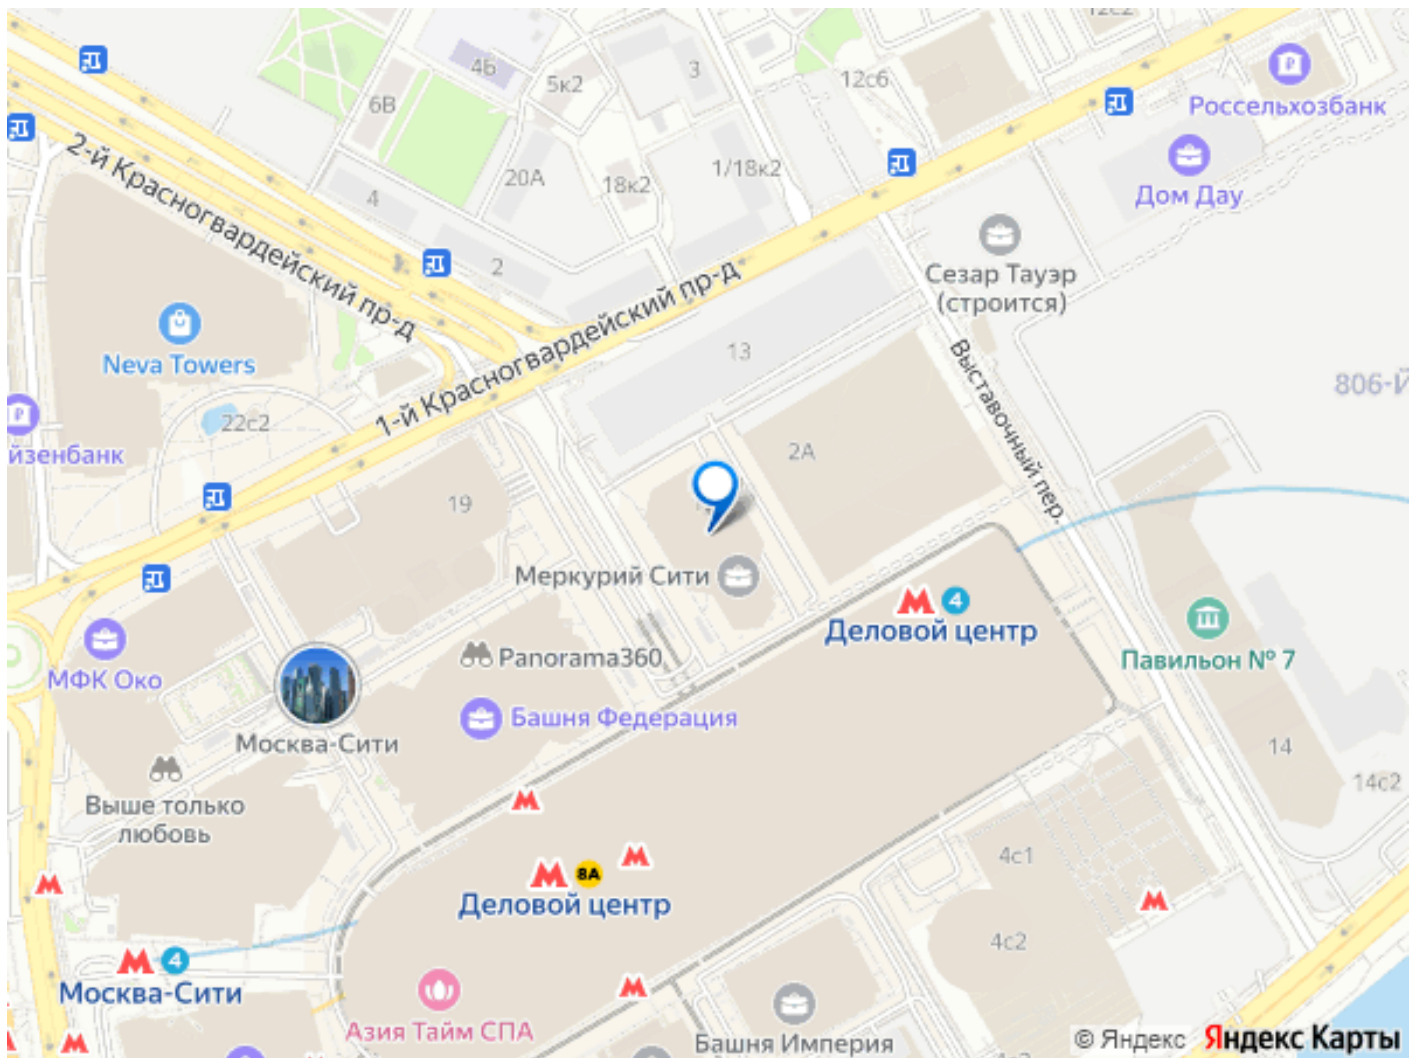 12с2
4Б
5к2
3
12с6
6В
Россельхозбанк
2-й Красногвардейский пр-д
20А
18к2
1/18к2
4
Дом Дау
2
Сезар Тауэр
(строится)
1-й Красногвардейский пр-д
Neva Towers
13
Выставочный пер.
806-Й
22с2
йзенбанк
2А
19
Меркурий Сити
4
Деловой центр
Panorama360
Павильон № 7
МФК Око
Башня Федерация
Москва-Сити
14
14с2
Выше только
любовь
4с1
8А
Деловой центр
4с2
4
Москва-Сити
Азия Тайм СПА
Башня Империя
© Яндекс Яндекс Карты